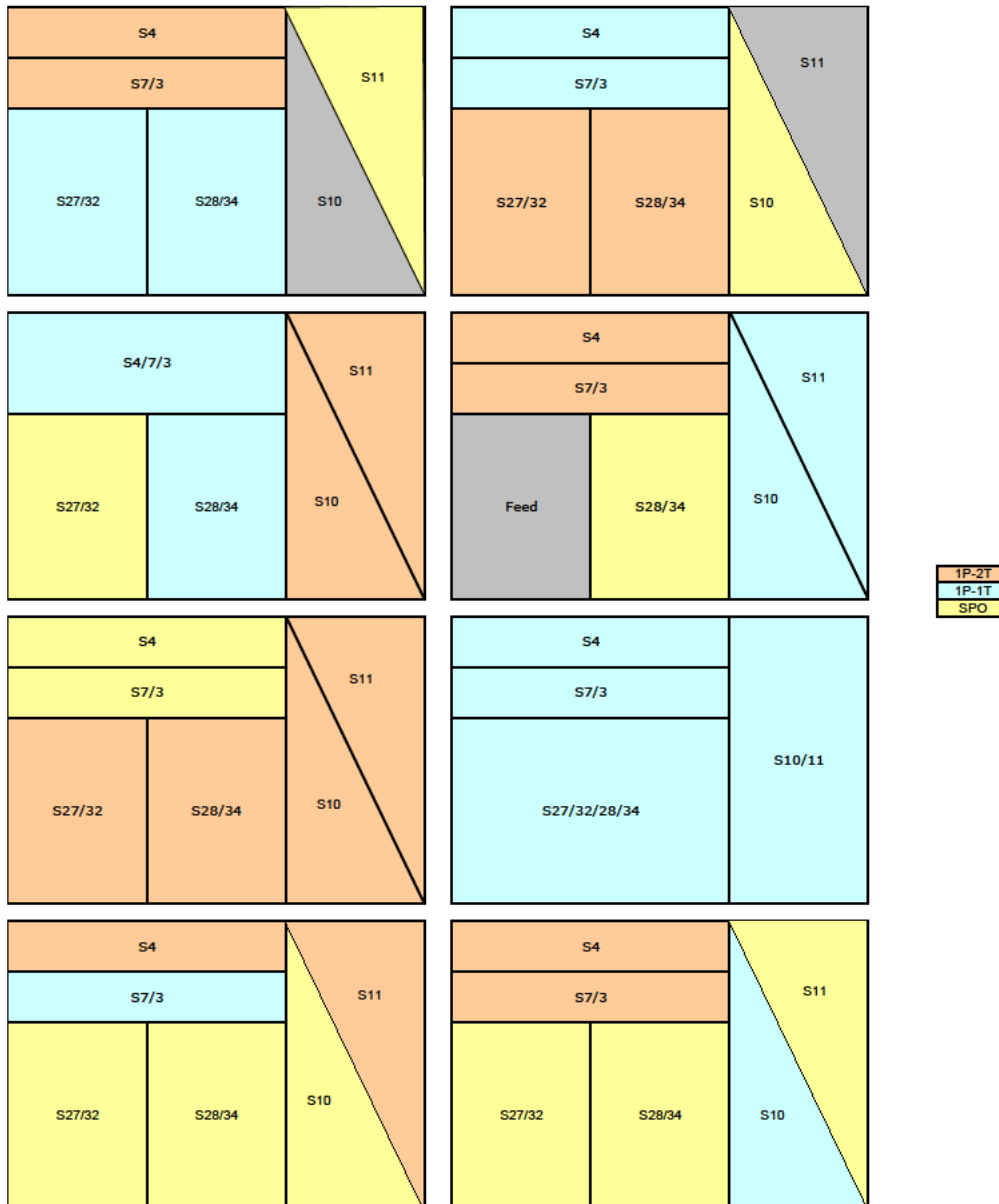 S4
S7/3
S11
S27/32
S28/34
S10
S4
S7/3
S11
S27/32
S28/34
S10
S4/7/3
S11
S27/32
S28/34
S10
S4
S7/3
S11
Feed
S28/34
S10
1P-2T
1P-1T
SPO
S4
S7/3
S11
S27/32
S28/34
S10
S4
S7/3
S10/11
S27/32/28/34
S4
S7/3
S11
S27/32
S28/34
S10
S4
S7/3
S11
S27/32
S28/34
S10